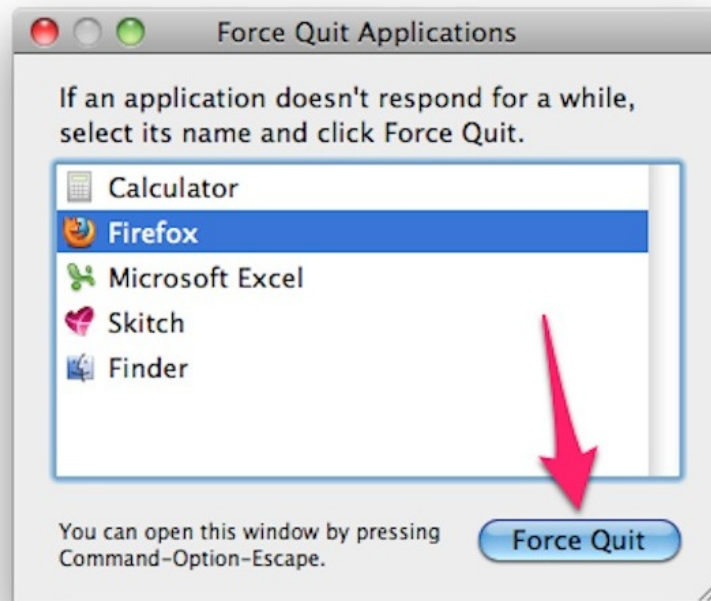 Force Quit Applications
If an application doesn't respond for a while,
select its name and click Force Quit.
Calculator
Firefox
Microsoft Excel
Skitch
Finder
You can open this window by pressing
Command-Option-Escape.
Force Quit